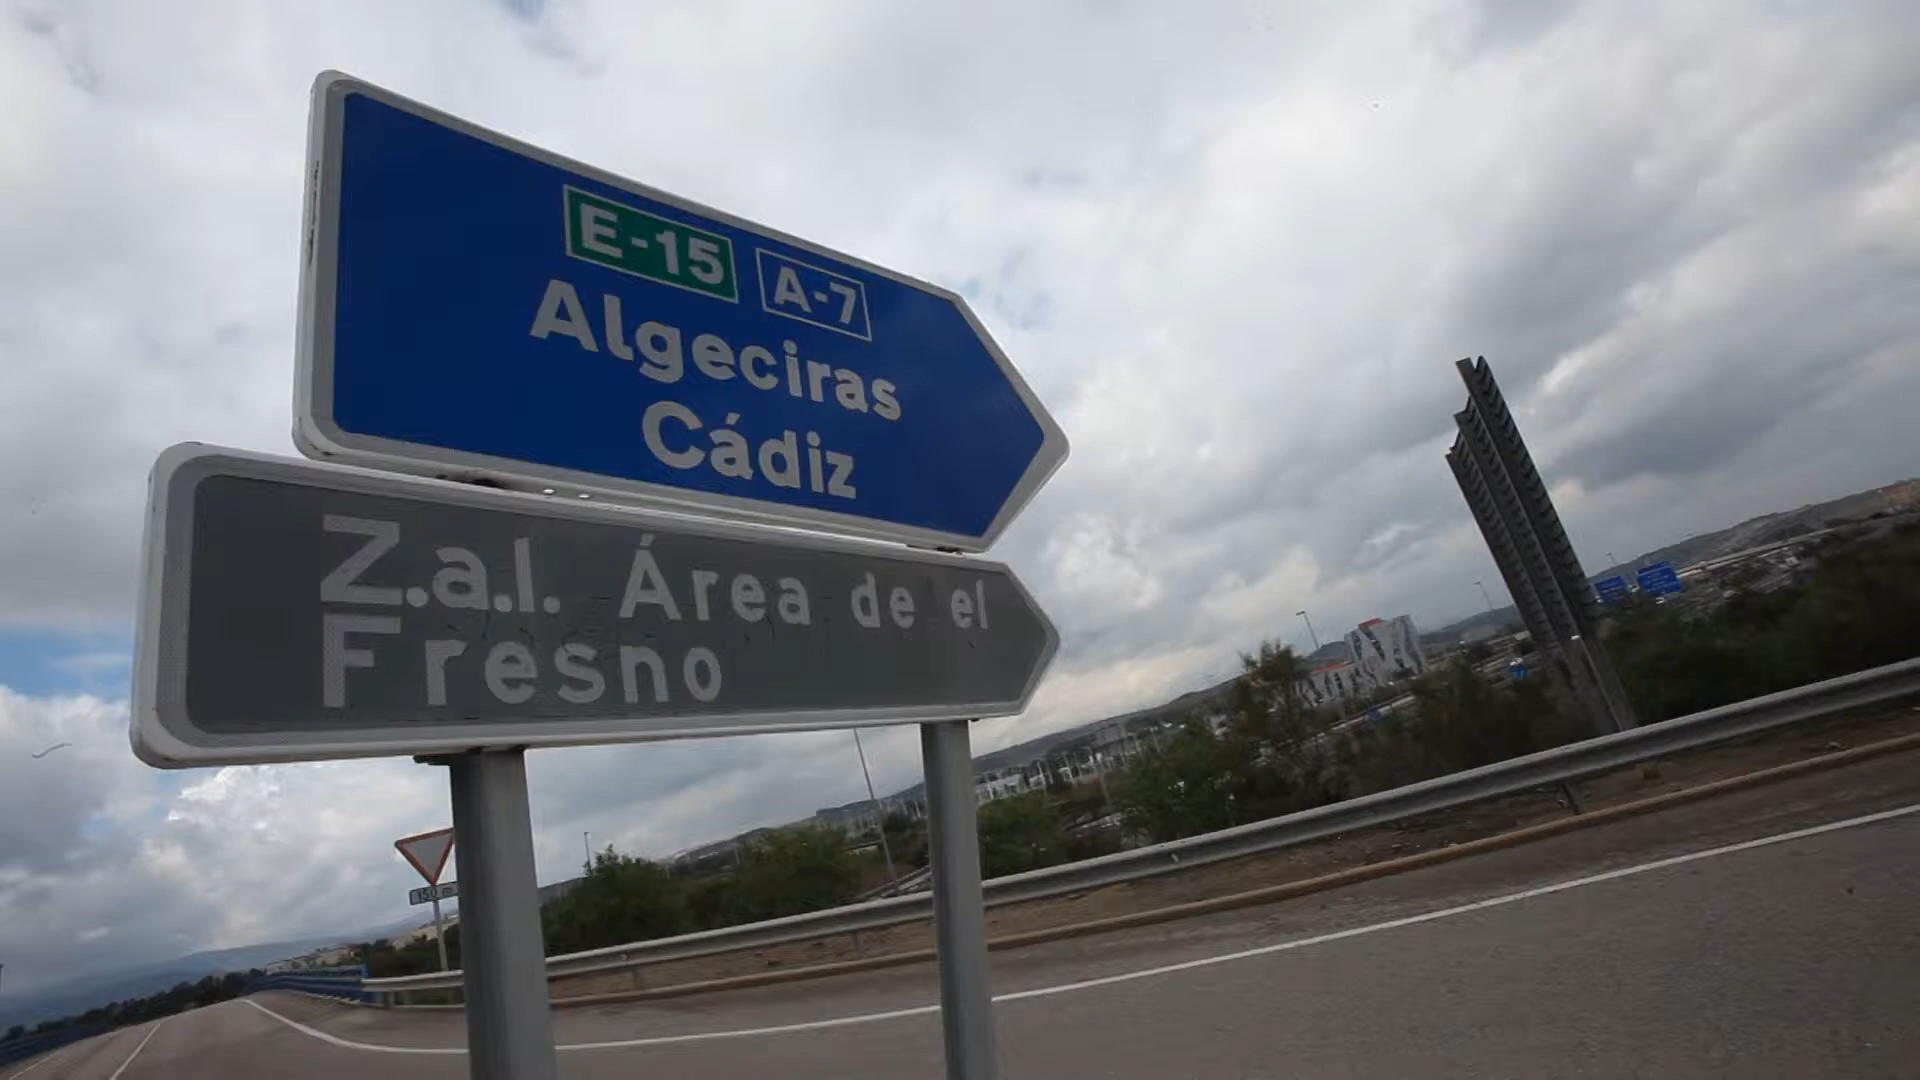 E-15 A-7
Algeciras
Cádiz
Z.a.l. Área de el
Fresno
150 m